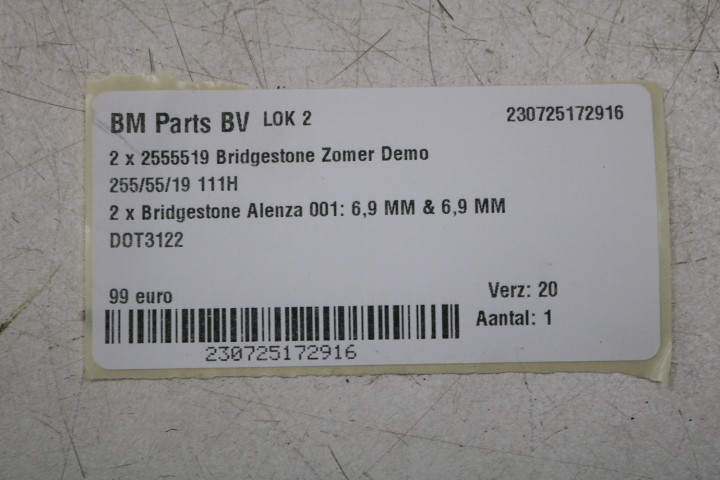 BM Parts BV LOK 2 230725172916
2 x 2555519 Bridgestone Zomer Demo
255/55/19 111H
2 x Bridgestone Alenza 001: 6,9 MM & 6,9 MM
DOT3122
99 euro Verz: 20
Aantal: 1
230725172916